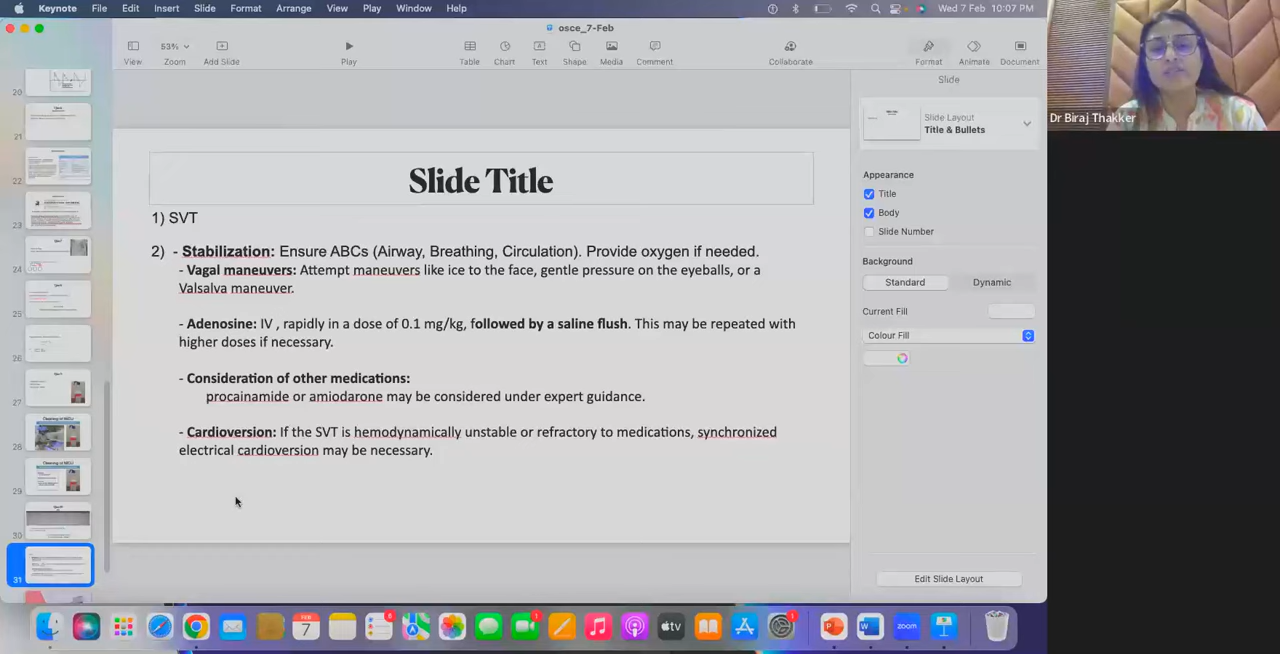 Keynote File Edit Insert Slide Format Arrange View Play Window Help Wed 7 Feb 10:07 PM
osce_7-Feb
53%
View Zoom Add Slide Play Table Chart Text Shape Media Comment Collaborate Format Animate Document
Slide
Slide Layout
Title & Bullets
Appearance
Title
Body
Slide Number
Background
Standard Dynamic
Current Fill
Colour Fill
Edit Slide Layout
20
21
22
23
24
25
26
27
28
29
30
31
Slide Title
1) SVT
2) - Stabilization: Ensure ABCs (Airway, Breathing, Circulation). Provide oxygen if needed.
- Vagal maneuvers: Attempt maneuvers like ice to the face, gentle pressure on the eyeballs, or a
Valsalva maneuver.
- Adenosine: IV , rapidly in a dose of 0.1 mg/kg, followed by a saline flush. This may be repeated with
higher doses if necessary.
- Consideration of other medications:
procainamide or amiodarone may be considered under expert guidance.
- Cardioversion: If the SVT is hemodynamically unstable or refractory to medications, synchronized
electrical cardioversion may be necessary.
Dr Biraj Thakker
FEB
7
6
1
tv
1
P
W
zoom